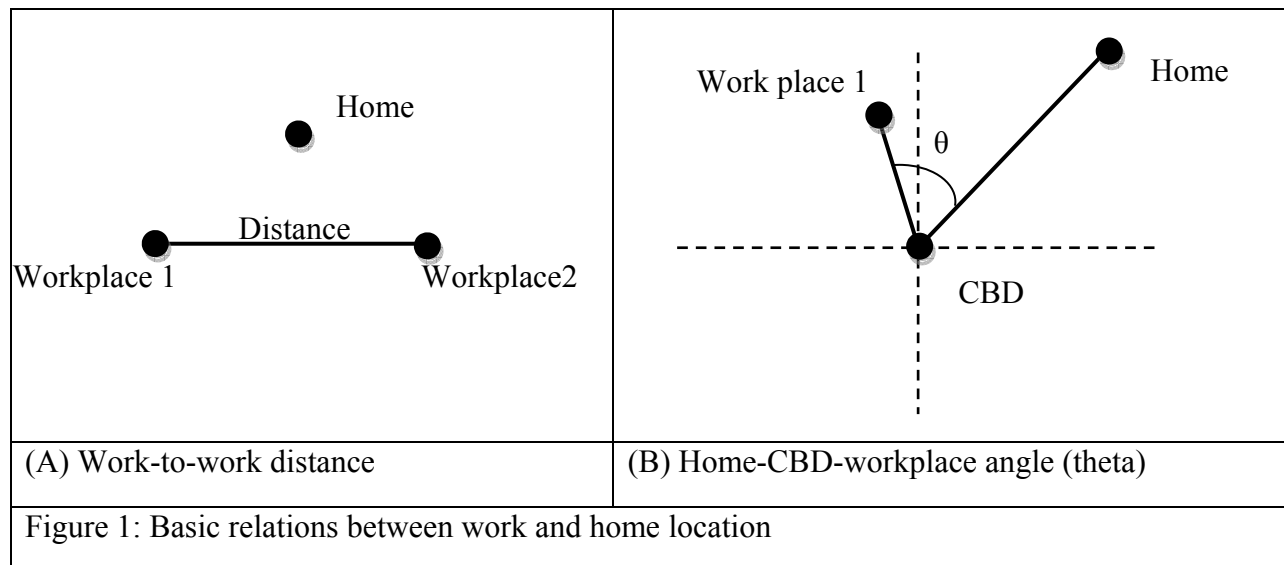 Home
Distance
Workplace 1
Workplace2
Work place 1
Home
θ
CBD
(A) Work-to-work distance
(B) Home-CBD-workplace angle (theta)
Figure 1: Basic relations between work and home location